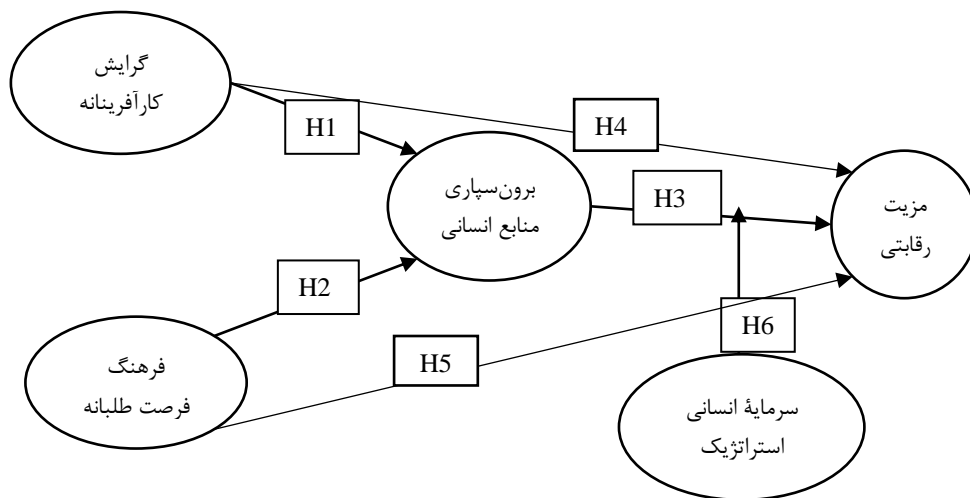 گرایش
کارآفرینانه
H1
H4
برون‌سپاری
منابع انسانی
H3
مزیت
رقابتی
H2
H6
H5
فرهنگ
فرصت طلبانه
سرمایۀ انسانی
استراتژیک